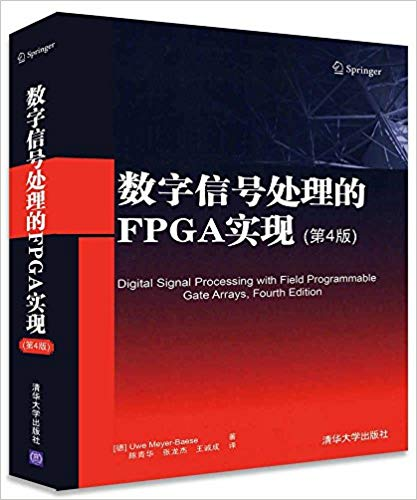 Springer
数字信号处理的FPGA实现
(第4版)
清华大学出版社
Springer
数字信号处理的
FPGA实现 (第4版)
Digital Signal Processing with Field Programmable
Gate Arrays, Fourth Edition
[德] Uwe Meyer-Baese 著
陈青华 张龙杰 王诚成 译
清华大学出版社